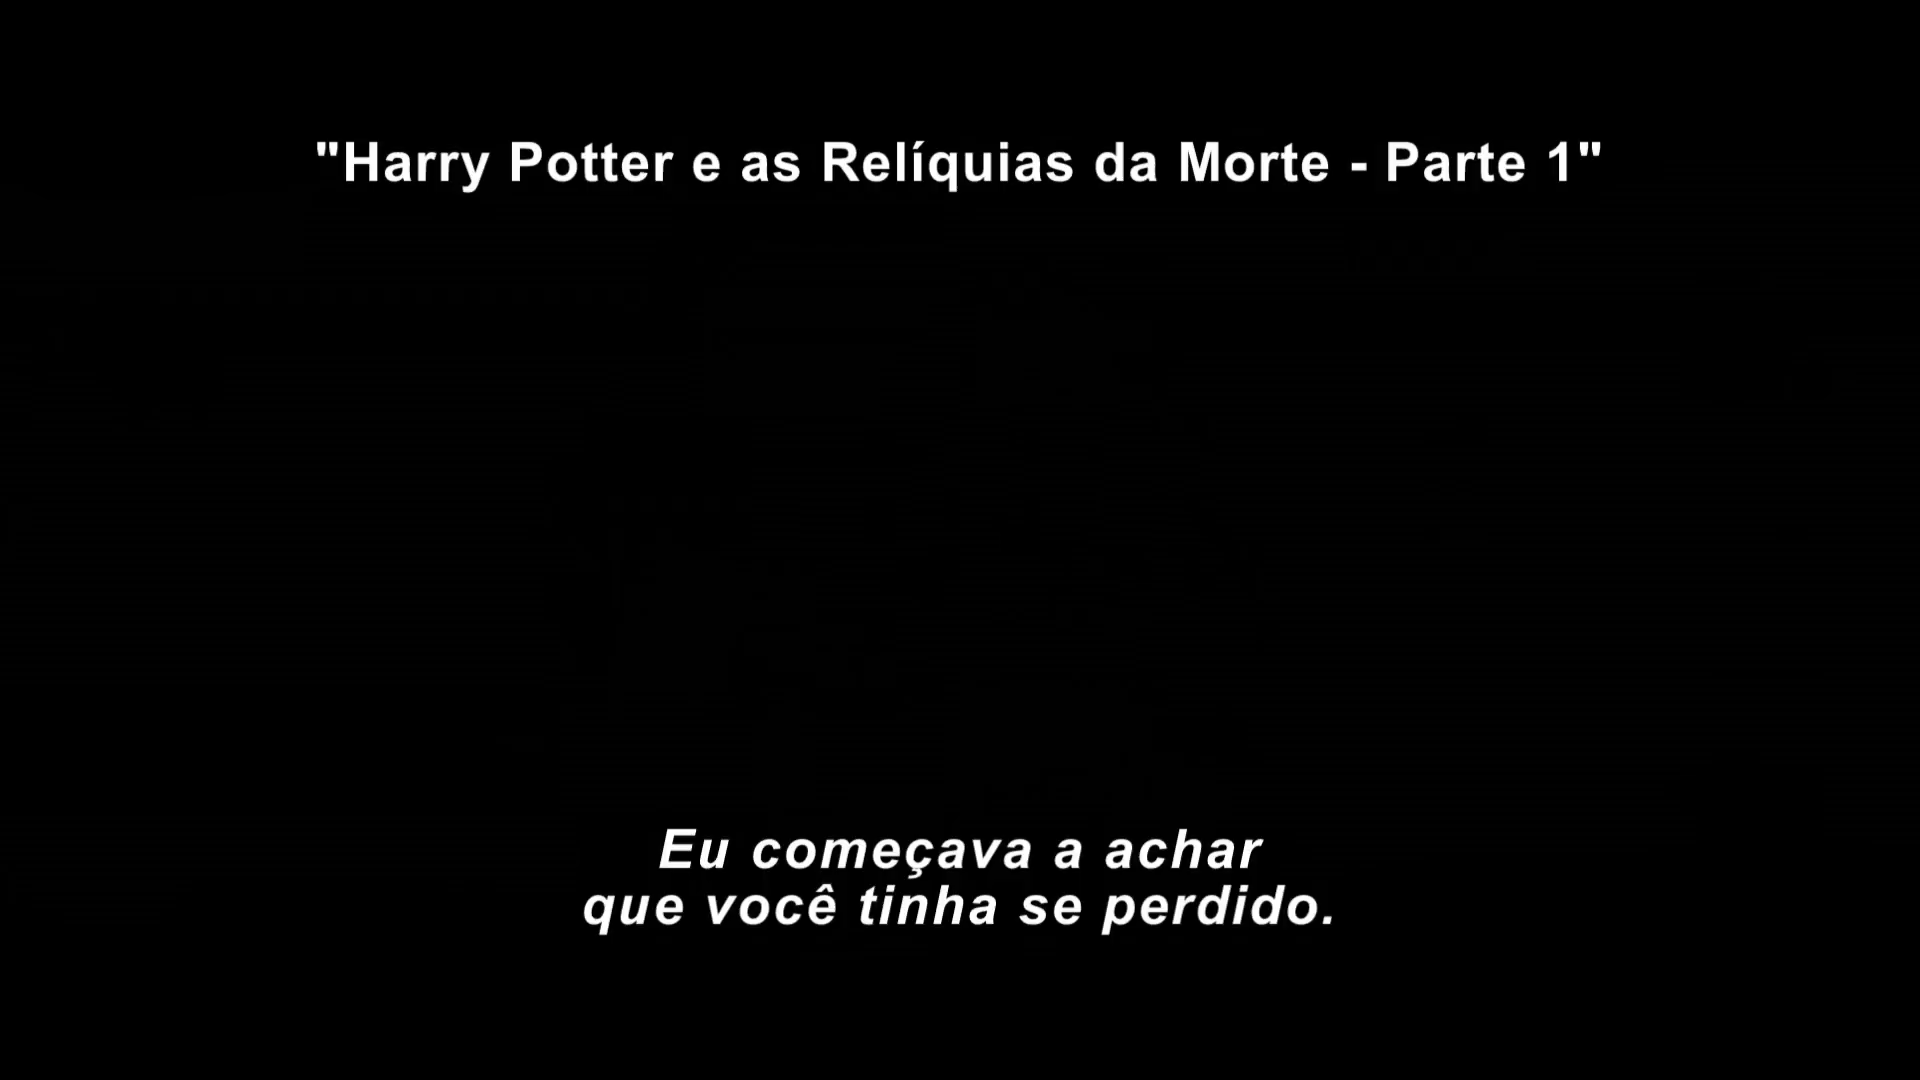 "Harry Potter e as Relíquias da Morte - Parte 1"
Eu começava a achar
que você tinha se perdido.